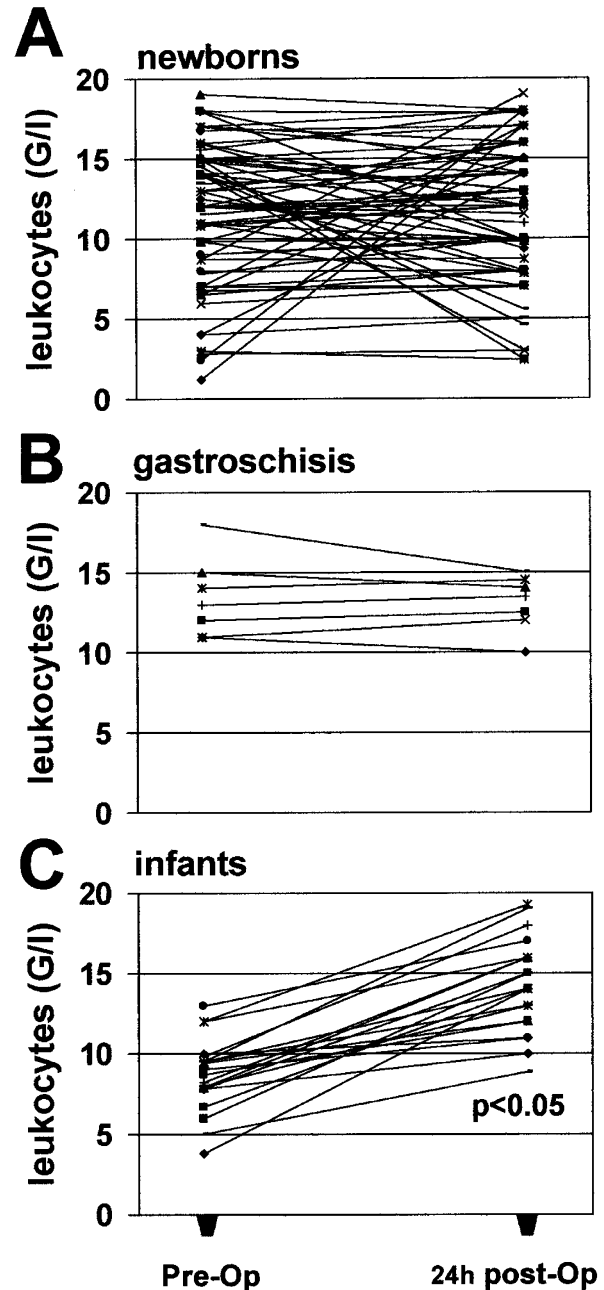 A
newborns
leukocytes (G/l)
20
15
10
5
0
B
gastroschisis
leukocytes (G/l)
20
15
10
5
0
C
infants
leukocytes (G/l)
20
15
10
5
0
p<0.05
Pre-Op
24h post-Op